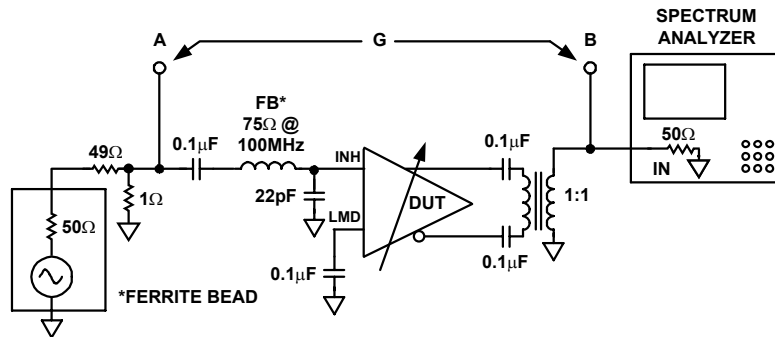 SPECTRUM
ANALYZER
A
G
B
FB*
75Ω @
100MHz
0.1μF
0.1μF
49Ω
50Ω
INH
IN
1Ω
22pF
DUT
1:1
LMD
50Ω
0.1μF
0.1μF
*FERRITE BEAD